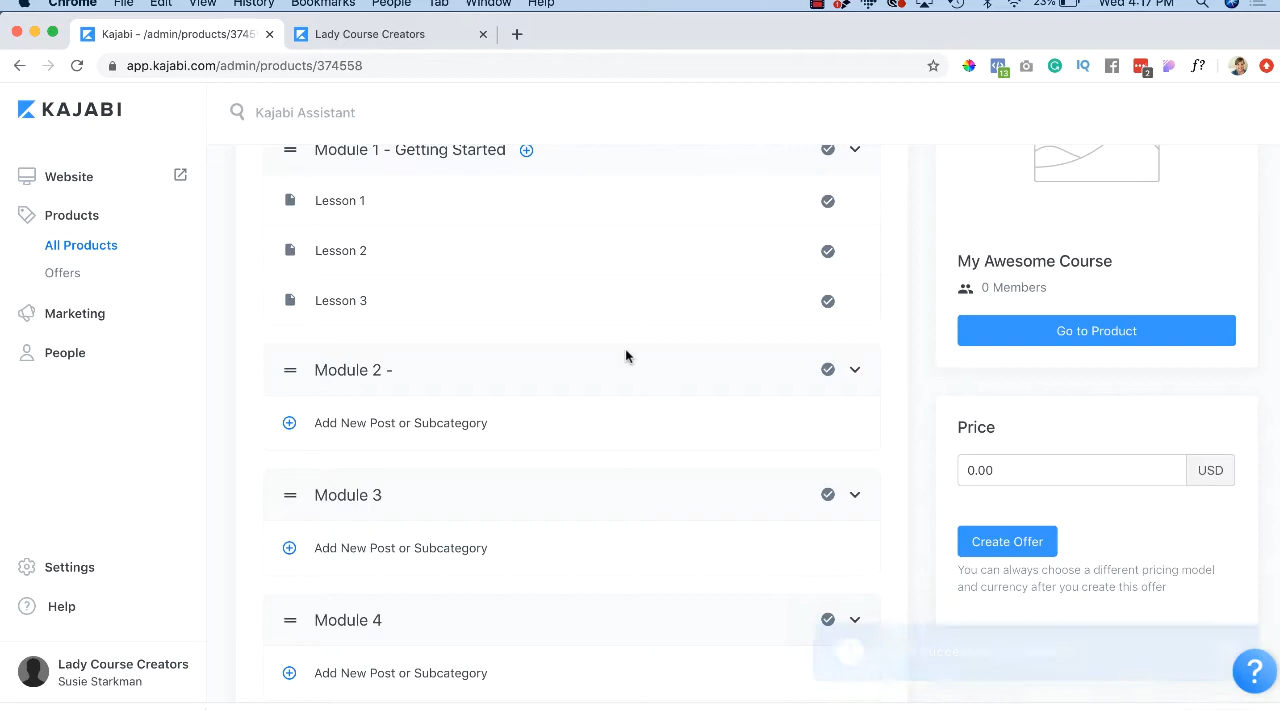 Chrome File Edit View History Bookmarks People Tab Window Help 23% Wed 4:17 PM
Kajabi - /admin/products/3745
Lady Course Creators
app.kajabi.com/admin/products/374558
13
IQ
2
f?
KAJABI
Kajabi Assistant
Website
Products
All Products
Offers
Marketing
People
Settings
Help
Lady Course Creators
Susie Starkman
Module 1 - Getting Started
Lesson 1
Lesson 2
Lesson 3
Module 2 -
Add New Post or Subcategory
Module 3
Add New Post or Subcategory
Module 4
Add New Post or Subcategory
My Awesome Course
0 Members
Go to Product
Price
0.00 USD
Create Offer
You can always choose a different pricing model
and currency after you create this offer
?